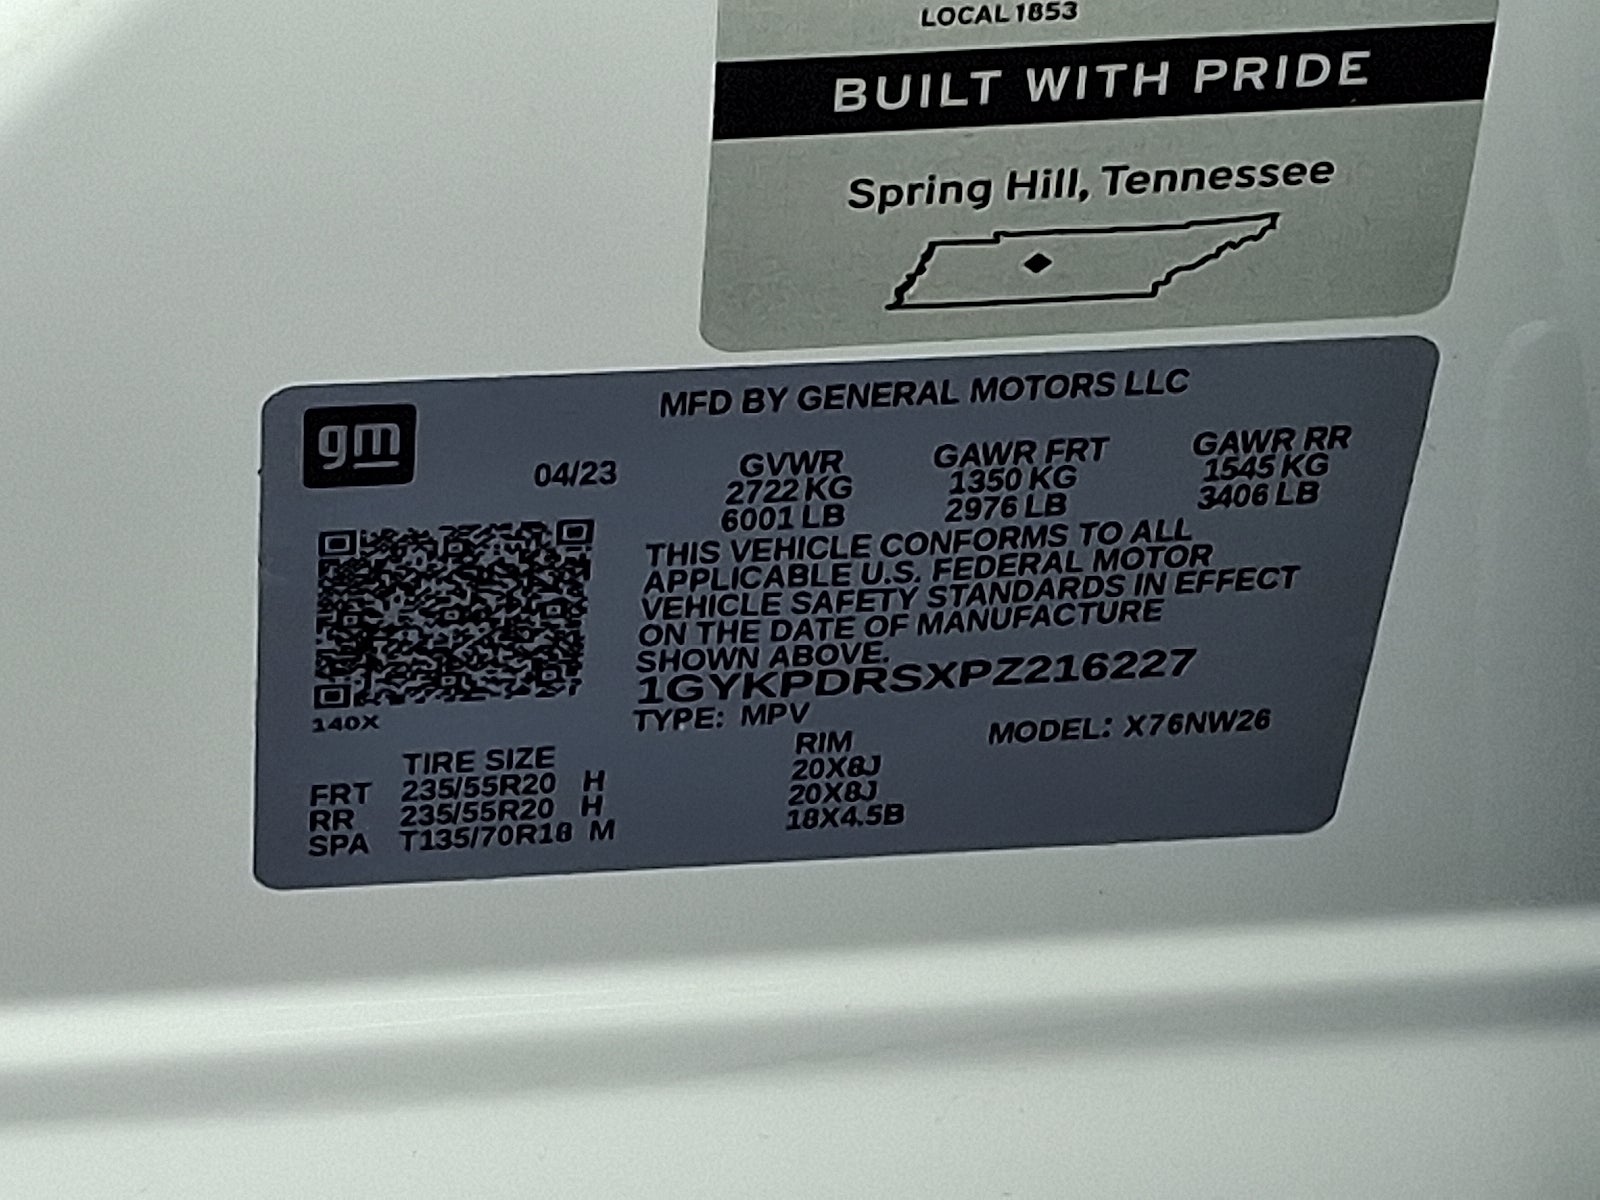 LOCAL 1853
BUILT WITH PRIDE
Spring Hill, Tennessee
MFD BY GENERAL MOTORS LLC
gm
04/23
GVWR GAWR FRT GAWR RR
2722 KG 1350 KG 1545 KG
6001 LB 2976 LB 3406 LB
THIS VEHICLE CONFORMS TO ALL
APPLICABLE U.S. FEDERAL MOTOR
VEHICLE SAFETY STANDARDS IN EFFECT
ON THE DATE OF MANUFACTURE
SHOWN ABOVE.
1GYKPDRSXPZ216227
140X
TYPE: MPV MODEL: X76NW26
TIRE SIZE RIM
FRT 235/55R20 H 20X8J
RR 235/55R20 H 20X8J
SPA T135/70R18 M 18X4.5B